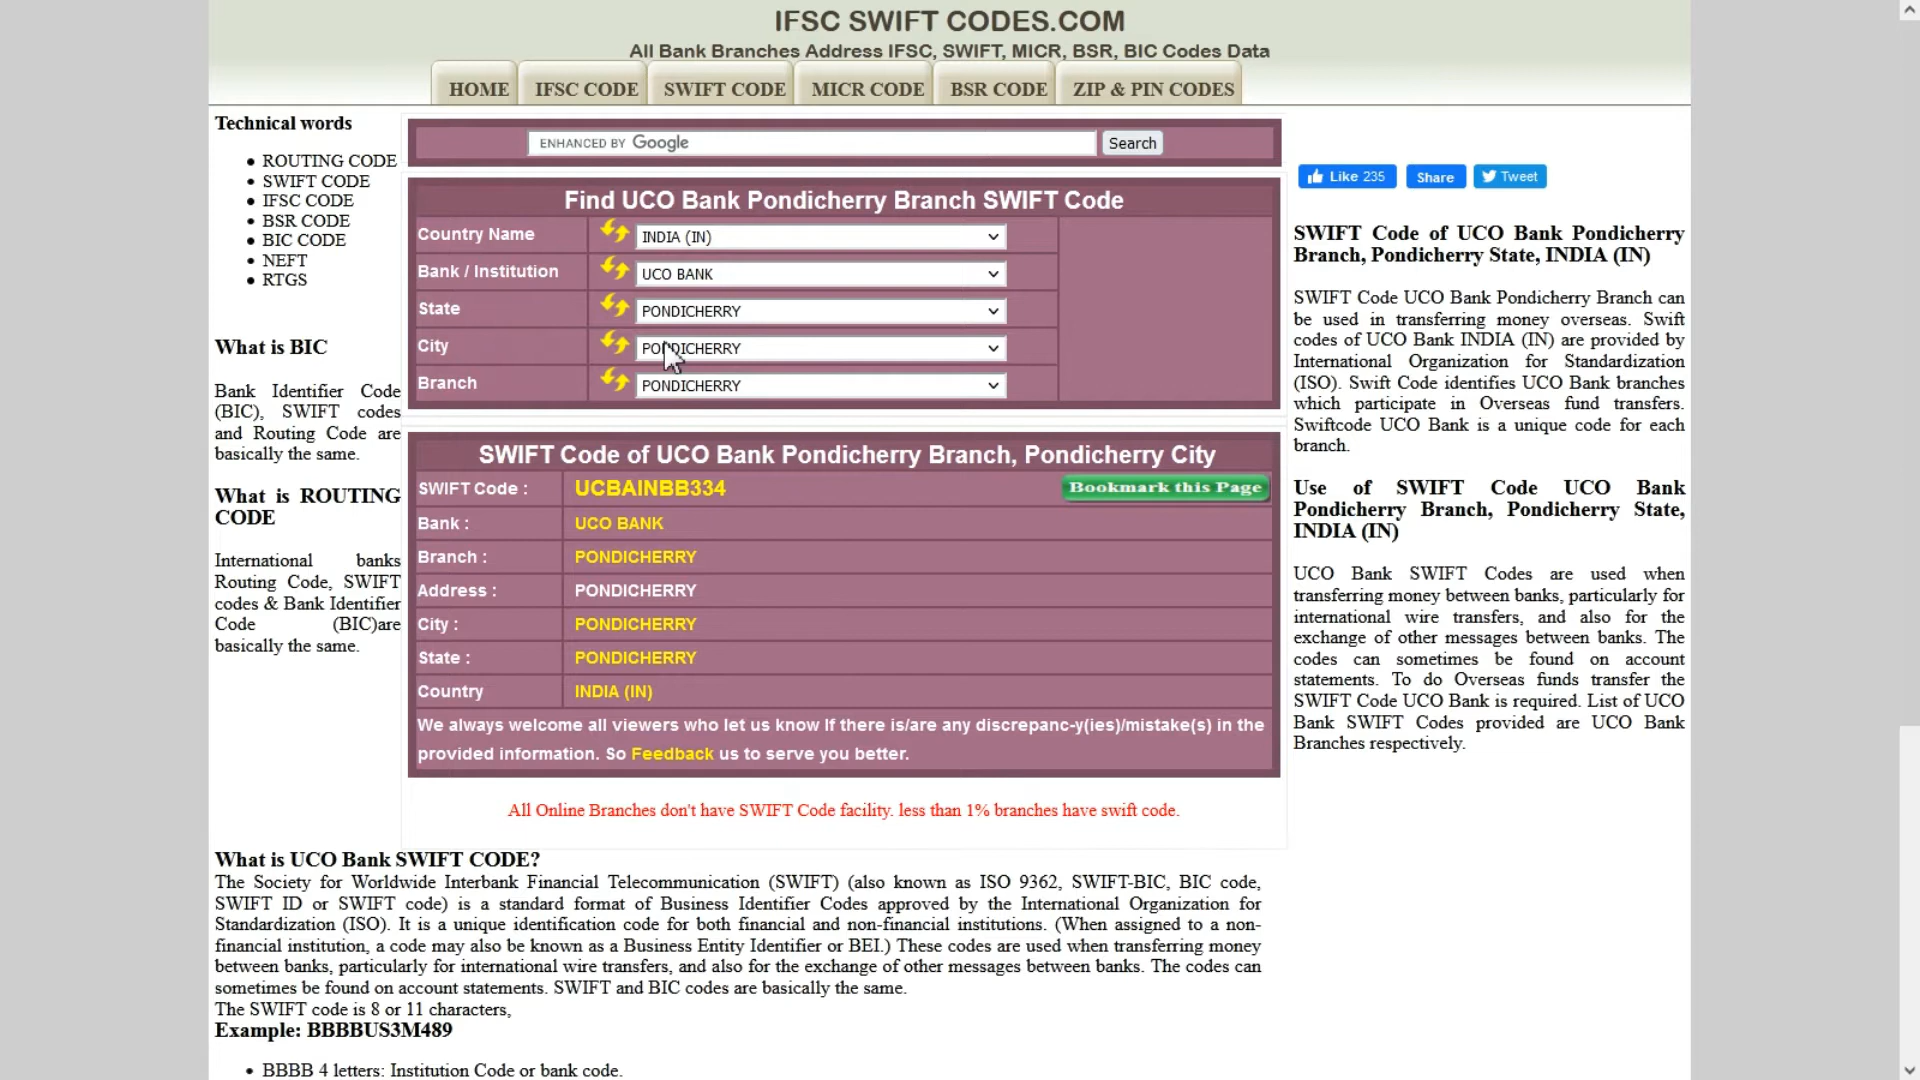 IFSC SWIFT CODES.COM
All Bank Branches Address IFSC, SWIFT, MICR, BSR, BIC Codes Data
HOME IFSC CODE SWIFT CODE MICR CODE BSR CODE ZIP & PIN CODES
Technical words
ROUTING CODE
SWIFT CODE
IFSC CODE
BSR CODE
BIC CODE
NEFT
RTGS
What is BIC
Bank Identifier Code
(BIC), SWIFT codes
and Routing Code are
basically the same.
What is ROUTING
CODE
International banks
Routing Code, SWIFT
codes & Bank Identifier
Code (BIC)are
basically the same.
ENHANCED BY Google Search
Find UCO Bank Pondicherry Branch SWIFT Code
Country Name INDIA (IN)
Bank / Institution UCO BANK
State PONDICHERRY
City PONDICHERRY
Branch PONDICHERRY
SWIFT Code of UCO Bank Pondicherry Branch, Pondicherry City
SWIFT Code : UCBAINBB334 Bookmark this Page
Bank : UCO BANK
Branch : PONDICHERRY
Address : PONDICHERRY
City : PONDICHERRY
State : PONDICHERRY
Country INDIA (IN)
We always welcome all viewers who let us know If there is/are any discrepanc-y(ies)/mistake(s) in the
provided information. So Feedback us to serve you better.
All Online Branches don't have SWIFT Code facility. less than 1% branches have swift code.
Like 235 Share Tweet
SWIFT Code of UCO Bank Pondicherry
Branch, Pondicherry State, INDIA (IN)
SWIFT Code UCO Bank Pondicherry Branch can
be used in transferring money overseas. Swift
codes of UCO Bank INDIA (IN) are provided by
International Organization for Standardization
(ISO). Swift Code identifies UCO Bank branches
which participate in Overseas fund transfers.
Swiftcode UCO Bank is a unique code for each
branch.
Use of SWIFT Code UCO Bank
Pondicherry Branch, Pondicherry State,
INDIA (IN)
UCO Bank SWIFT Codes are used when
transferring money between banks, particularly for
international wire transfers, and also for the
exchange of other messages between banks. The
codes can sometimes be found on account
statements. To do Overseas funds transfer the
SWIFT Code UCO Bank is required. List of UCO
Bank SWIFT Codes provided are UCO Bank
Branches respectively.
What is UCO Bank SWIFT CODE?
The Society for Worldwide Interbank Financial Telecommunication (SWIFT) (also known as ISO 9362, SWIFT-BIC, BIC code,
SWIFT ID or SWIFT code) is a standard format of Business Identifier Codes approved by the International Organization for
Standardization (ISO). It is a unique identification code for both financial and non-financial institutions. (When assigned to a non-
financial institution, a code may also be known as a Business Entity Identifier or BEI.) These codes are used when transferring money
between banks, particularly for international wire transfers, and also for the exchange of other messages between banks. The codes can
sometimes be found on account statements. SWIFT and BIC codes are basically the same.
The SWIFT code is 8 or 11 characters,
Example: BBBBUS3M489
BBBB 4 letters: Institution Code or bank code.